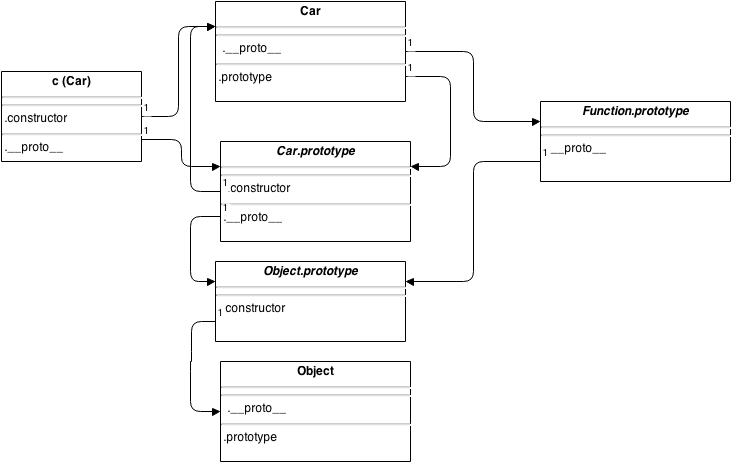 Car
.__proto__
1
.prototype
1
c (Car)
.constructor
1
.__proto__
1
Function.prototype
__proto__
1
Car.prototype
1
.constructor
1
.__proto__
Object.prototype
1
constructor
Object
.__proto__
.prototype